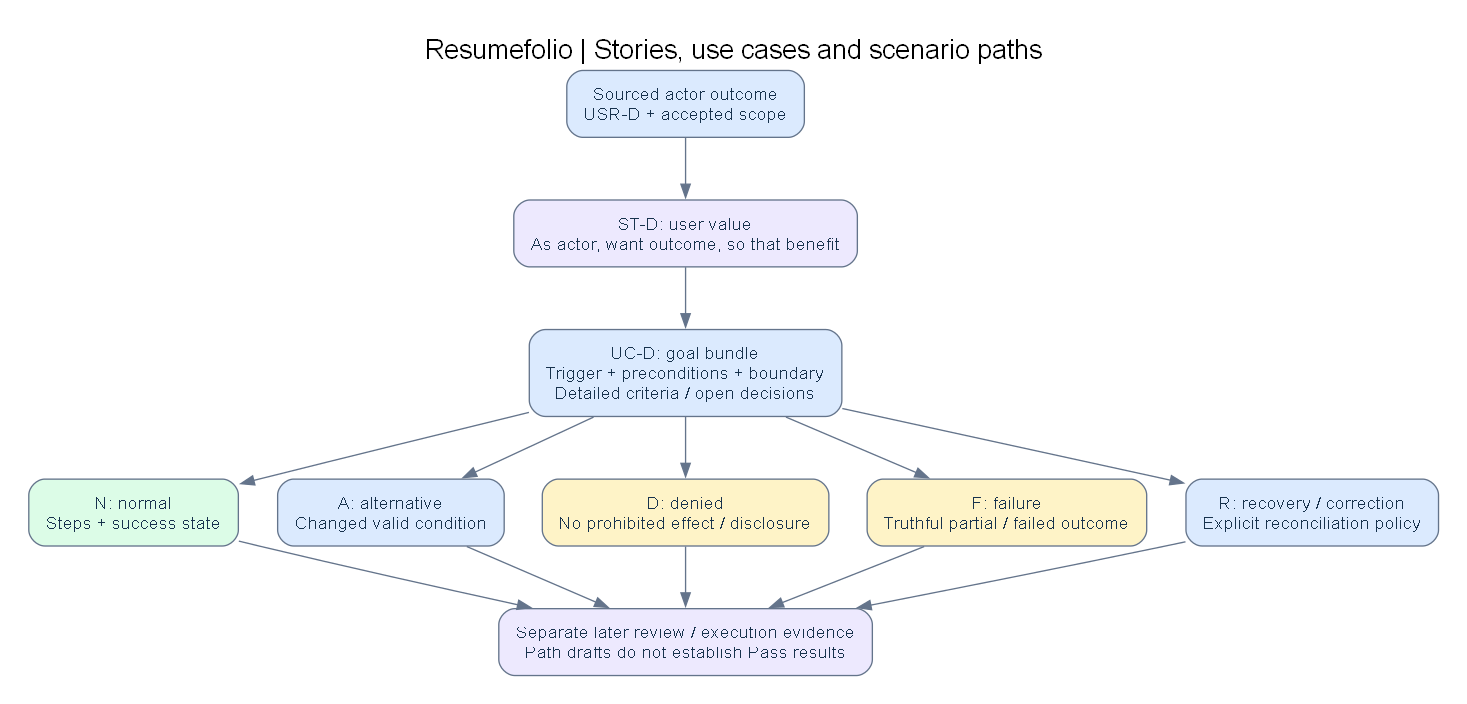 Resumefolio | Stories, use cases and scenario paths
Sourced actor outcome
USR-D + accepted scope
ST-D: user value
As actor, want outcome, so that benefit
UC-D: goal bundle
Trigger + preconditions + boundary
Detailed criteria / open decisions
N: normal
Steps + success state
A: alternative
Changed valid condition
D: denied
No prohibited effect / disclosure
F: failure
Truthful partial / failed outcome
R: recovery / correction
Explicit reconciliation policy
Separate later review / execution evidence
Path drafts do not establish Pass results